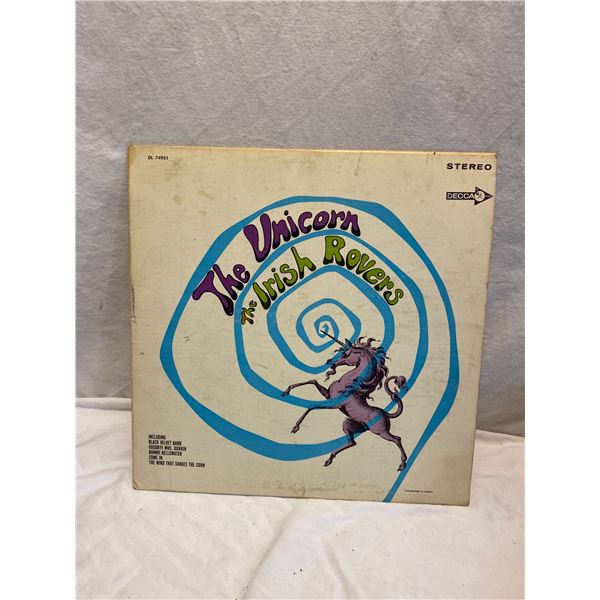 DL 74951
STEREO
DECCA
The Unicorn
The Irish Rovers
INCLUDING
BLACK VELVET BAND
GOODBYE MRS. DURKIN
BONNIE KELLSWATER
COME IN
THE WIND THAT SHAKES THE CORN